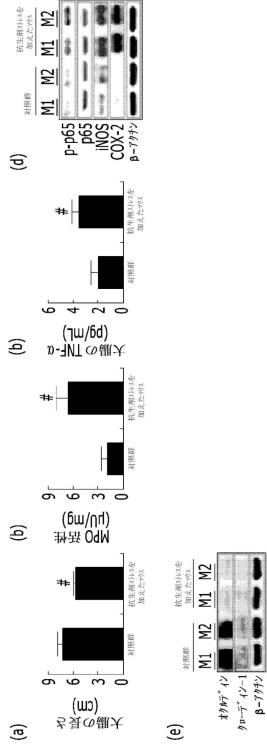 (a)
大腸の長さ
(cm)
9
6
3
0
#
対照群
抗生剤ストレスを
加えたマウス
(b)
MPO 活性
(μU/mg)
9
6
3
0
#
対照群
抗生剤ストレスを
加えたマウス
(b)
大腸の TNF-α
(pg/mL)
6
4
2
0
#
対照群
抗生剤ストレスを
加えたマウス
(d)
対照群
抗生剤ストレスを
加えたマウス
M1 M2 M1 M2
p-p65
p65
iNOS
COX-2
β-アクチン
(e)
対照群
抗生剤ストレスを
加えたマウス
M1 M2 M1 M2
オクルディン
クローディン-1
β-アクチン